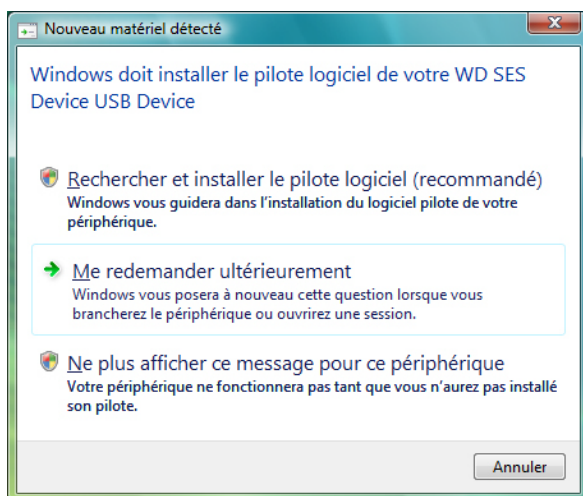 Nouveau matériel détecté
Windows doit installer le pilote logiciel de votre WD SES
Device USB Device
Rechercher et installer le pilote logiciel (recommandé)
Windows vous guidera dans l'installation du logiciel pilote de votre
périphérique.
Me redemander ultérieurement
Windows vous posera à nouveau cette question lorsque vous
brancherez le périphérique ou ouvrirez une session.
Ne plus afficher ce message pour ce périphérique
Votre périphérique ne fonctionnera pas tant que vous n'aurez pas installé
son pilote.
Annuler